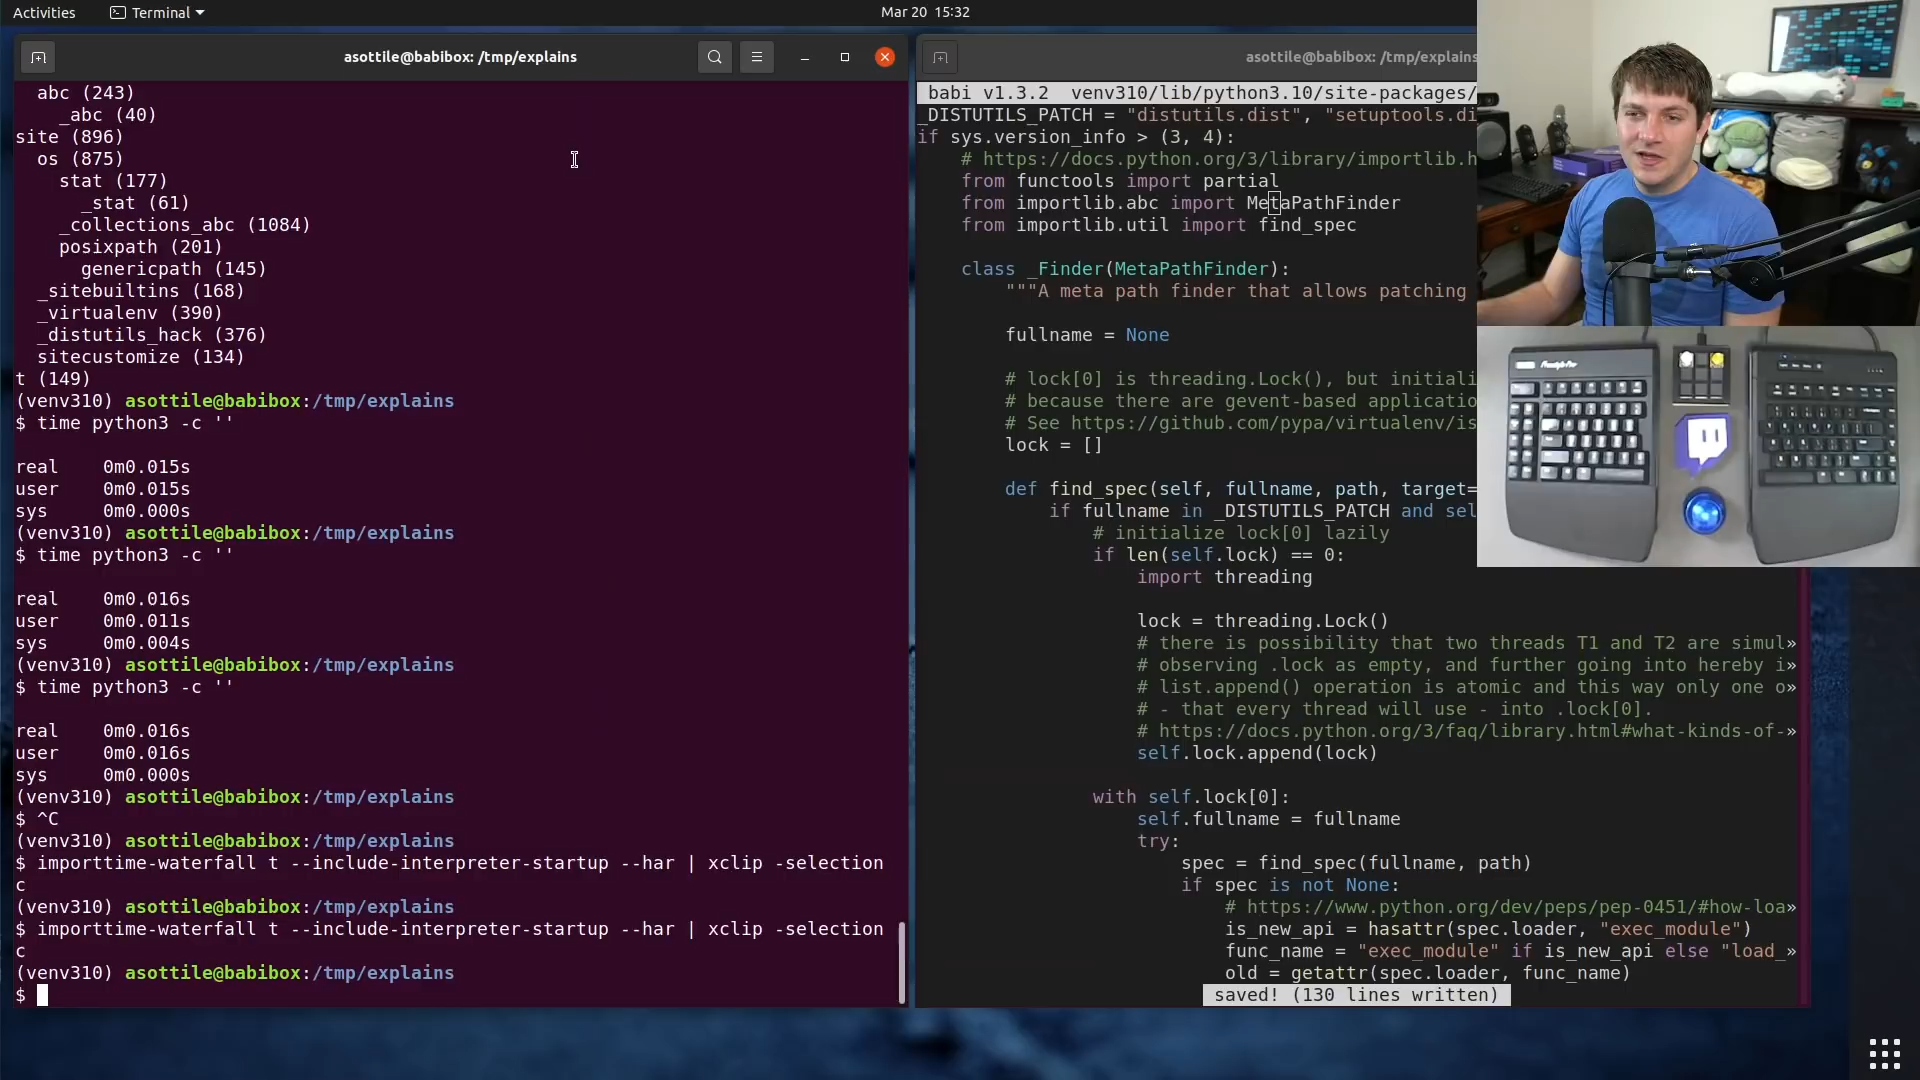 Activities
Terminal
Mar 20 15:32
asottile@babibox: /tmp/explains
abc (243)
_abc (40)
site (896)
os (875)
stat (177)
_stat (61)
_collections_abc (1084)
posixpath (201)
genericpath (145)
_sitebuiltins (168)
_virtualenv (390)
_distutils_hack (376)
sitecustomize (134)
t (149)
(venv310) asottile@babibox:/tmp/explains
$ time python3 -c ''
real 0m0.015s
user 0m0.015s
sys 0m0.000s
(venv310) asottile@babibox:/tmp/explains
$ time python3 -c ''
real 0m0.016s
user 0m0.011s
sys 0m0.004s
(venv310) asottile@babibox:/tmp/explains
$ time python3 -c ''
real 0m0.016s
user 0m0.016s
sys 0m0.000s
(venv310) asottile@babibox:/tmp/explains
$ ^C
(venv310) asottile@babibox:/tmp/explains
$ importtime-waterfall t --include-interpreter-startup --har | xclip -selection
c
(venv310) asottile@babibox:/tmp/explains
$ importtime-waterfall t --include-interpreter-startup --har | xclip -selection
c
(venv310) asottile@babibox:/tmp/explains
$
asottile@babibox: /tmp/explains
babi v1.3.2 venv310/lib/python3.10/site-packages/
_DISTUTILS_PATCH = "distutils.dist", "setuptools.di
if sys.version_info > (3, 4):
# https://docs.python.org/3/library/importlib.h
from functools import partial
from importlib.abc import MetaPathFinder
from importlib.util import find_spec
class _Finder(MetaPathFinder):
"""A meta path finder that allows patching
fullname = None
# lock[0] is threading.Lock(), but initiali
# because there are gevent-based applicatio
# See https://github.com/pypa/virtualenv/is
lock = []
def find_spec(self, fullname, path, target=
if fullname in _DISTUTILS_PATCH and sel
# initialize lock[0] lazily
if len(self.lock) == 0:
import threading
lock = threading.Lock()
# there is possibility that two threads T1 and T2 are simul»
# observing .lock as empty, and further going into hereby i»
# list.append() operation is atomic and this way only one o»
# - that every thread will use - into .lock[0].
# https://docs.python.org/3/faq/library.html#what-kinds-of-»
self.lock.append(lock)
with self.lock[0]:
self.fullname = fullname
try:
spec = find_spec(fullname, path)
if spec is not None:
# https://www.python.org/dev/peps/pep-0451/#how-loa»
is_new_api = hasattr(spec.loader, "exec_module")
func_name = "exec_module" if is_new_api else "load_»
old = getattr(spec.loader, func_name)
saved! (130 lines written)